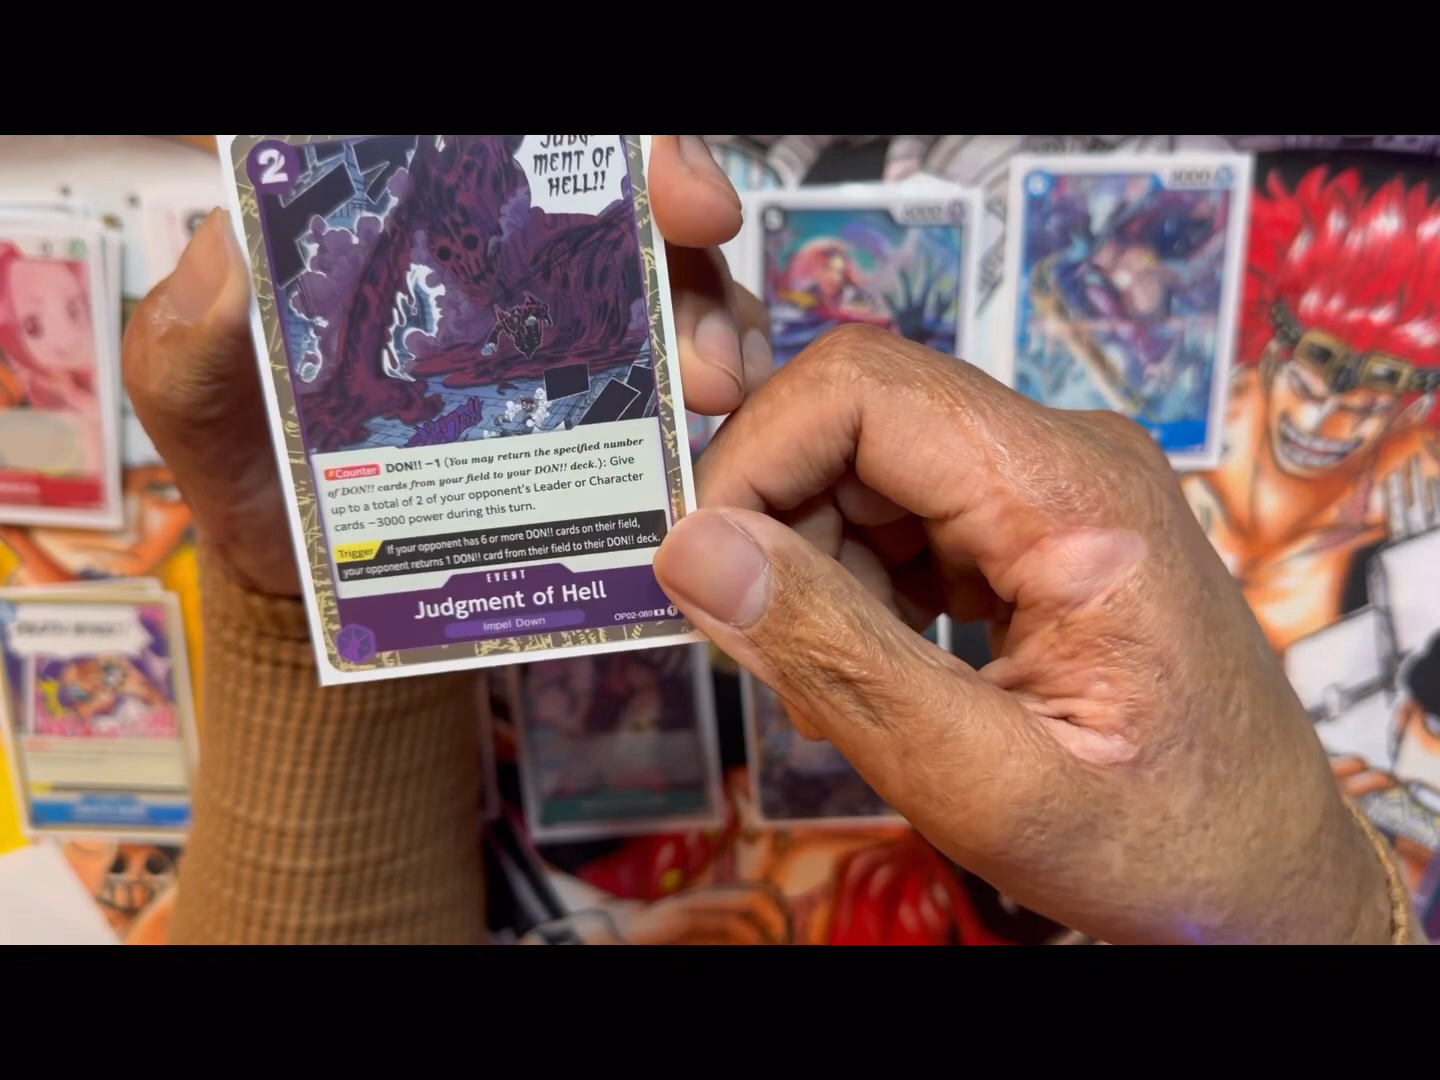 2
JUDG-
MENT OF
HELL!!
Counter DON!! −1 (You may return the specified number
of DON!! cards from your field to your DON!! deck.): Give
up to a total of 2 of your opponent's Leader or Character
cards −3000 power during this turn.
Trigger If your opponent has 6 or more DON!! cards on their field,
your opponent returns 1 DON!! card from their field to their DON!! deck.
EVENT
Judgment of Hell
Impel Down
OP02-089 R 1